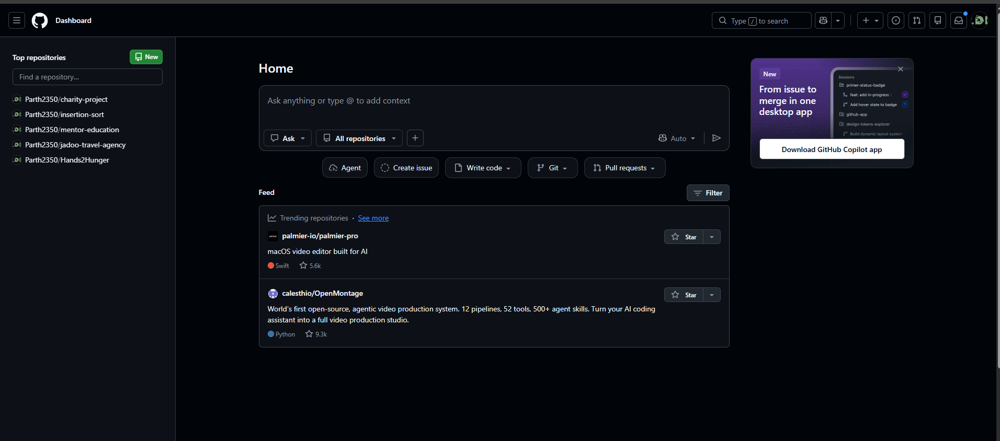 Dashboard
Type / to search
Top repositories
New
Find a repository...
Parth2350/charity-project
Parth2350/insertion-sort
Parth2350/mentor-education
Parth2350/jadoo-travel-agency
Parth2350/Hands2Hunger
Home
Ask anything or type @ to add context
Ask
All repositories
Auto
Agent
Create issue
Write code
Git
Pull requests
Feed
Filter
Trending repositories · See more
palmier-io/palmier-pro
Star
macOS video editor built for AI
Swift
5.6k
calesthio/OpenMontage
Star
World's first open-source, agentic video production system. 12 pipelines, 52 tools, 500+ agent skills. Turn your AI coding
assistant into a full video production studio.
Python
9.3k
New
From issue to
merge in one
desktop app
Sessions
primer-status-badge
feat: add in-progress
Add hover state to badge
github-app
design-tokens-explorer
Build dynamic layout system
Download GitHub Copilot app